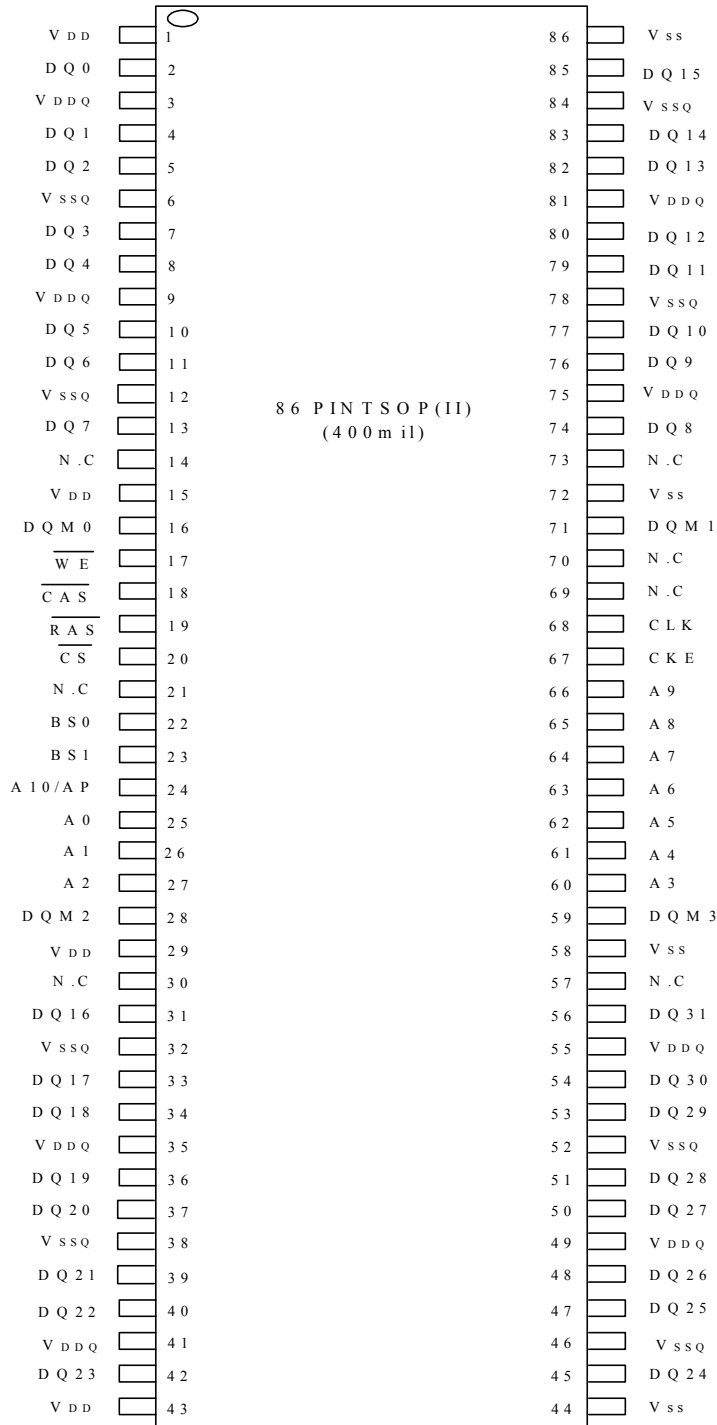 VDD 1 86 Vss
DQ0 2 85 DQ15
VDDQ 3 84 VSSQ
DQ1 4 83 DQ14
DQ2 5 82 DQ13
VSSQ 6 81 VDDQ
DQ3 7 80 DQ12
DQ4 8 79 DQ11
VDDQ 9 78 VSSQ
DQ5 10 77 DQ10
DQ6 11 76 DQ9
VSSQ 12 75 VDDQ
86 PIN TSOP(II)
DQ7 13 74 DQ8
(400mil)
N.C 14 73 N.C
VDD 15 72 Vss
DQM0 16 71 DQM1
WE 17 70 N.C
CAS 18 69 N.C
RAS 19 68 CLK
CS 20 67 CKE
N.C 21 66 A9
BS0 22 65 A8
BS1 23 64 A7
A10/AP 24 63 A6
A0 25 62 A5
A1 26 61 A4
A2 27 60 A3
DQM2 28 59 DQM3
VDD 29 58 Vss
N.C 30 57 N.C
DQ16 31 56 DQ31
VSSQ 32 55 VDDQ
DQ17 33 54 DQ30
DQ18 34 53 DQ29
VDDQ 35 52 VSSQ
DQ19 36 51 DQ28
DQ20 37 50 DQ27
VSSQ 38 49 VDDQ
DQ21 39 48 DQ26
DQ22 40 47 DQ25
VDDQ 41 46 VSSQ
DQ23 42 45 DQ24
VDD 43 44 Vss